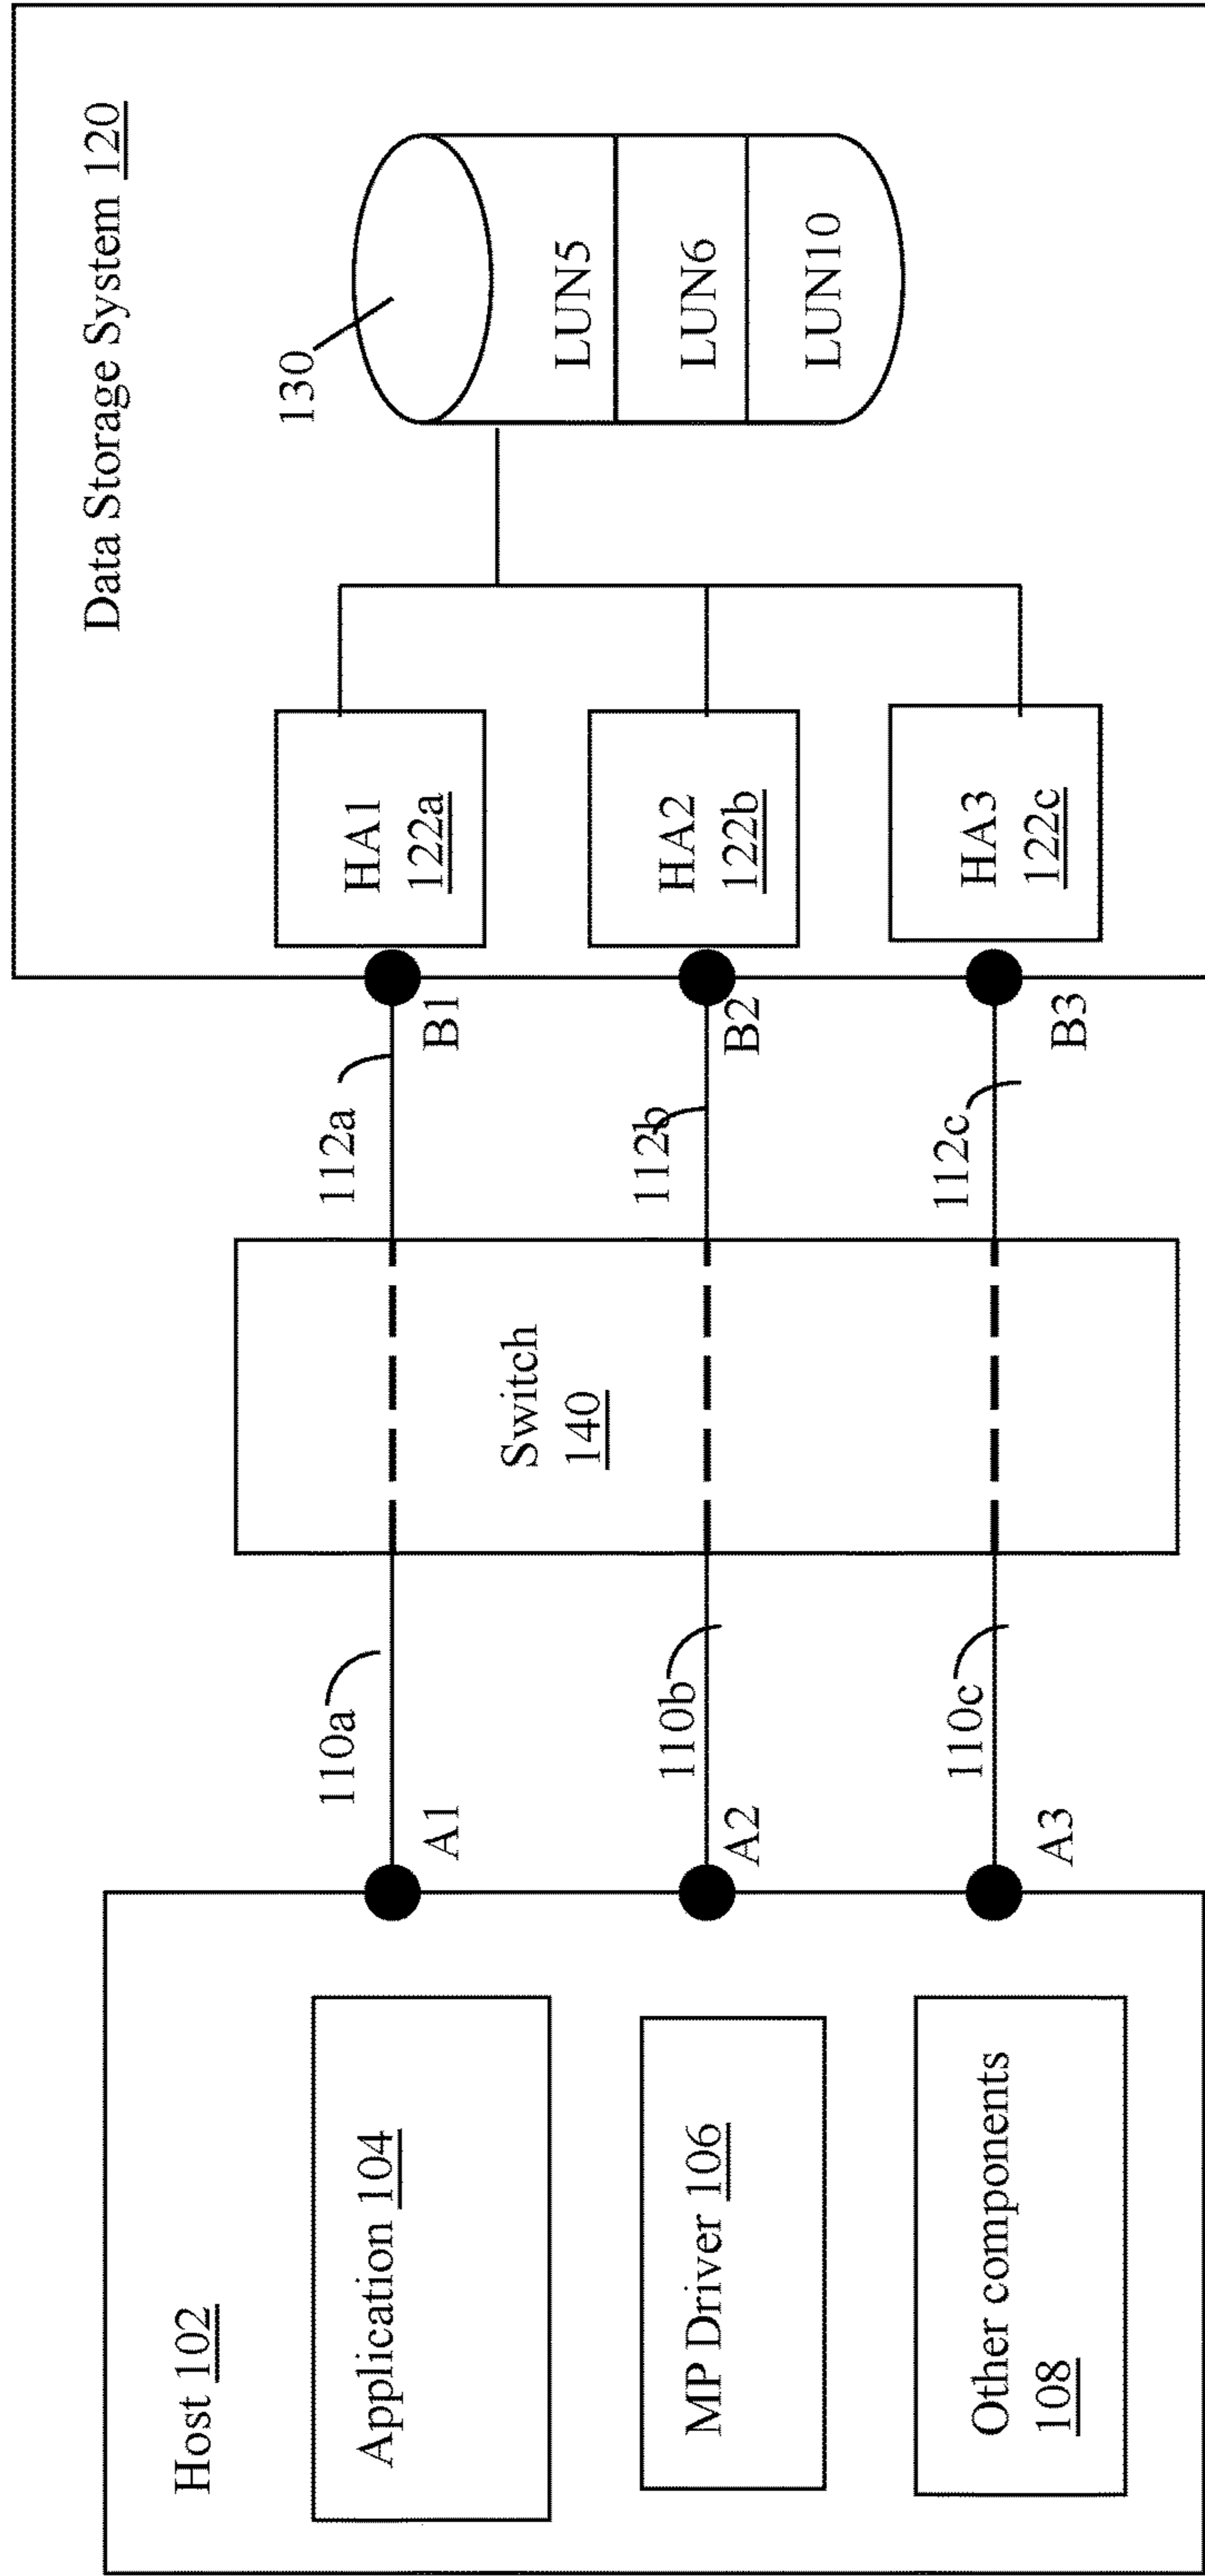 Host 102
Application 104
MP Driver 106
Other components
108
A1
A2
A3
110a
110b
110c
Switch
140
112a
112b
112c
B1
B2
B3
Data Storage System 120
HA1
122a
HA2
122b
HA3
122c
130
LUN5
LUN6
LUN10